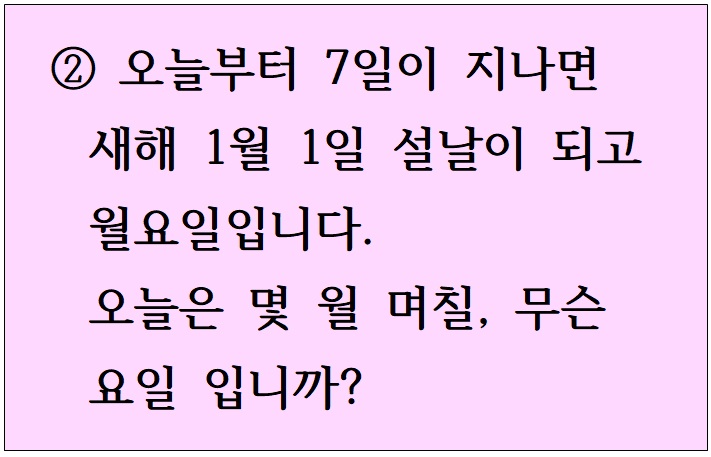 ② 오늘부터 7일이 지나면
새해 1월 1일 설날이 되고
월요일입니다.
오늘은 몇 월 며칠, 무슨
요일 입니까?